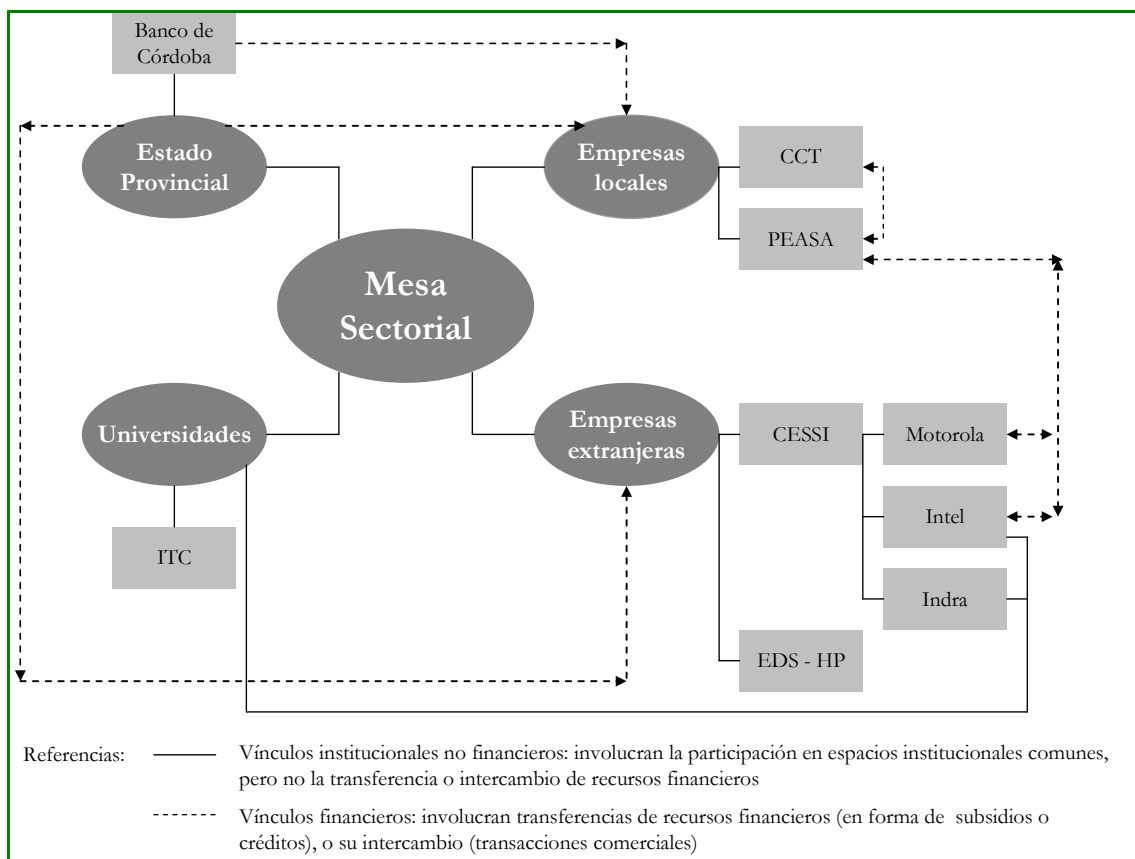 Banco de
Córdoba
Estado
Provincial
Empresas
locales
CCT
PEASA
Mesa
Sectorial
Universidades
Empresas
extranjeras
CESSI
Motorola
Intel
ITC
Indra
EDS - HP
Referencias:
Vínculos institucionales no financieros: involucran la participación en espacios institucionales comunes,
pero no la transferencia o intercambio de recursos financieros
Vínculos financieros: involucran transferencias de recursos financieros (en forma de subsidios o
créditos), o su intercambio (transacciones comerciales)